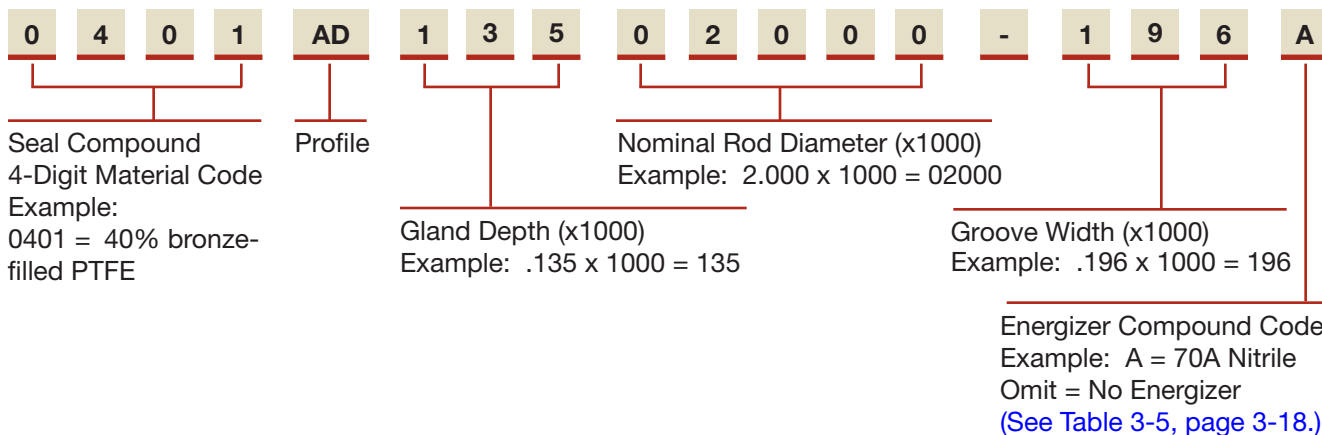 0 4 0 1 AD 1 3 5 0 2 0 0 0 - 1 9 6 A
Seal Compound
4-Digit Material Code
Example:
0401 = 40% bronze-
filled PTFE
Profile
Gland Depth (x1000)
Example: .135 x 1000 = 135
Nominal Rod Diameter (x1000)
Example: 2.000 x 1000 = 02000
Groove Width (x1000)
Example: .196 x 1000 = 196
Energizer Compound Code
Example: A = 70A Nitrile
Omit = No Energizer
(See Table 3-5, page 3-18.)